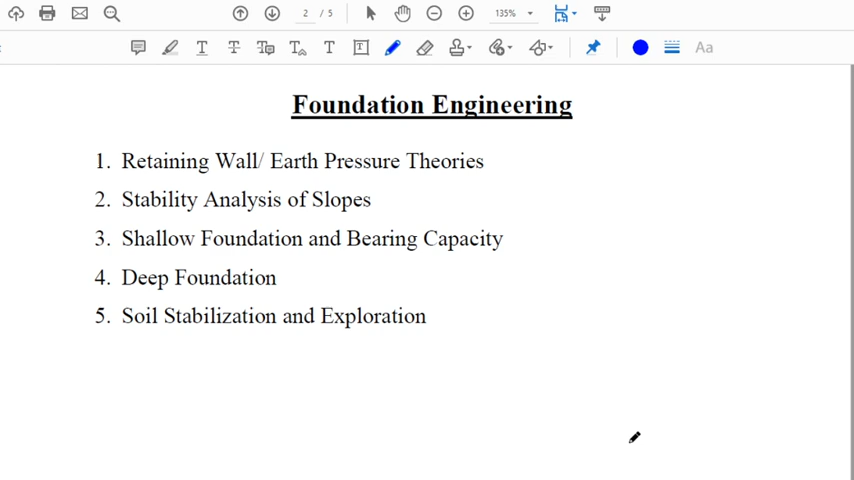 2 / 5
135%
Aa
Foundation Engineering
1. Retaining Wall/ Earth Pressure Theories
2. Stability Analysis of Slopes
3. Shallow Foundation and Bearing Capacity
4. Deep Foundation
5. Soil Stabilization and Exploration